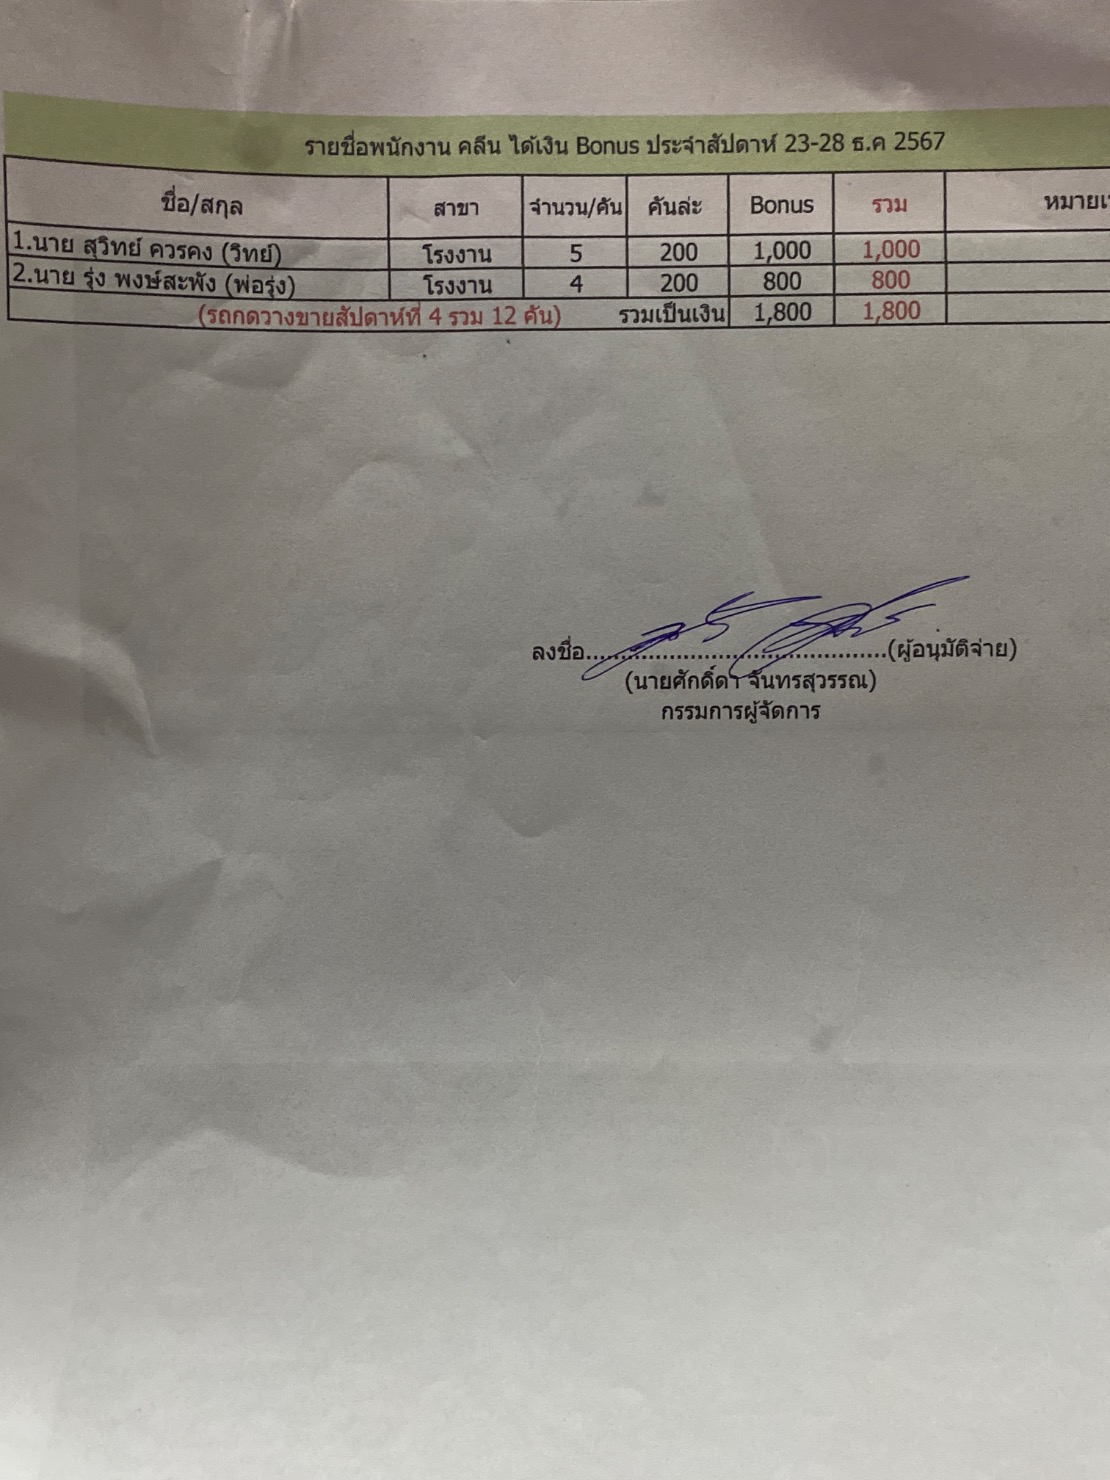 รายชื่อพนักงาน คลีน ได้เงิน Bonus ประจำสัปดาห์ 23-28 ธ.ค 2567
ชื่อ/สกุล สาขา จำนวน/คัน คันล่ะ Bonus รวม หมายเ
1.นาย สุวิทย์ ควรคง (วิทย์) โรงงาน 5 200 1,000 1,000
2.นาย รุ่ง พงษ์สะพัง (พ่อรุ่ง) โรงงาน 4 200 800 800
(รถกดวางขายสัปดาห์ที่ 4 รวม 12 คัน) รวมเป็นเงิน 1,800 1,800
ลงชื่อ...............................................(ผู้อนุมัติจ่าย)
(นายศักดิ์ดา จันทรสุวรรณ)
กรรมการผู้จัดการ